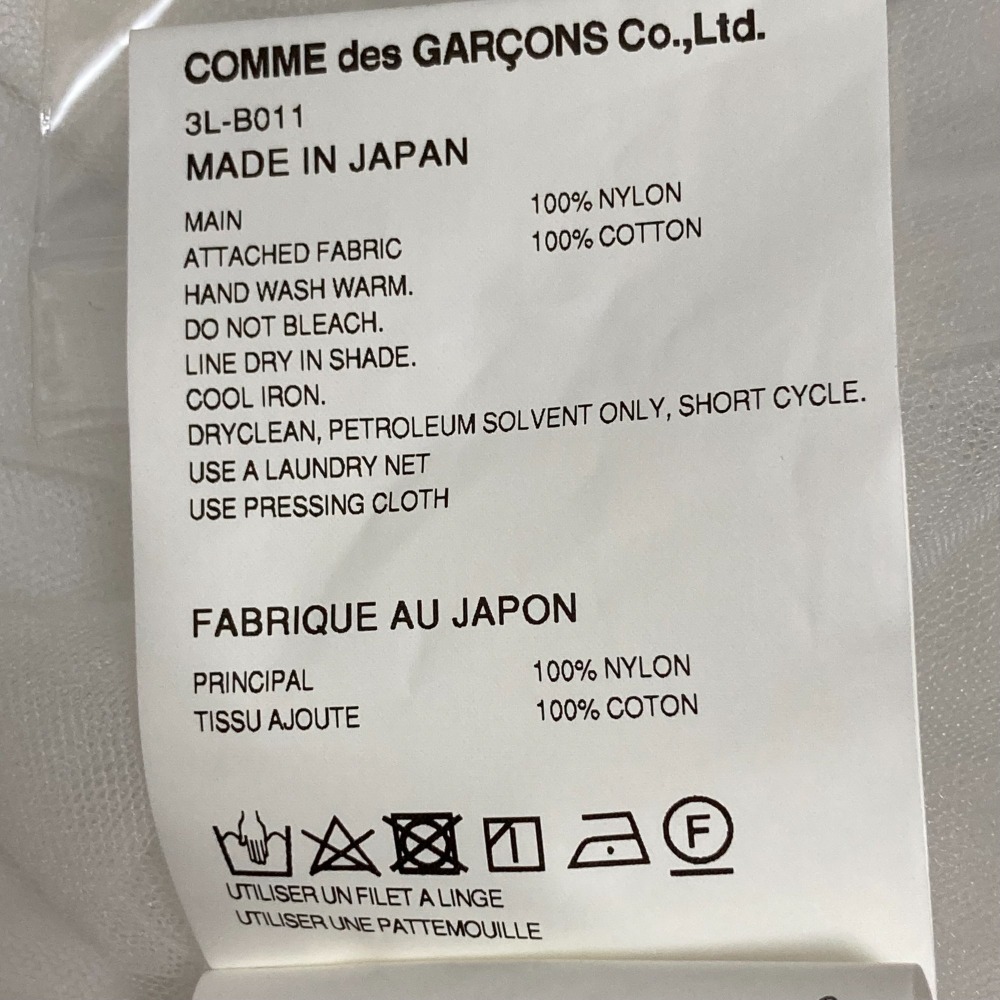 COMME des GARÇONS Co.,Ltd.
3L-B011
MADE IN JAPAN
MAIN 100% NYLON
ATTACHED FABRIC 100% COTTON
HAND WASH WARM.
DO NOT BLEACH.
LINE DRY IN SHADE.
COOL IRON.
DRYCLEAN, PETROLEUM SOLVENT ONLY, SHORT CYCLE.
USE A LAUNDRY NET
USE PRESSING CLOTH
FABRIQUE AU JAPON
PRINCIPAL 100% NYLON
TISSU AJOUTE 100% COTON
F
UTILISER UN FILET A LINGE
UTILISER UNE PATTEMOUILLE